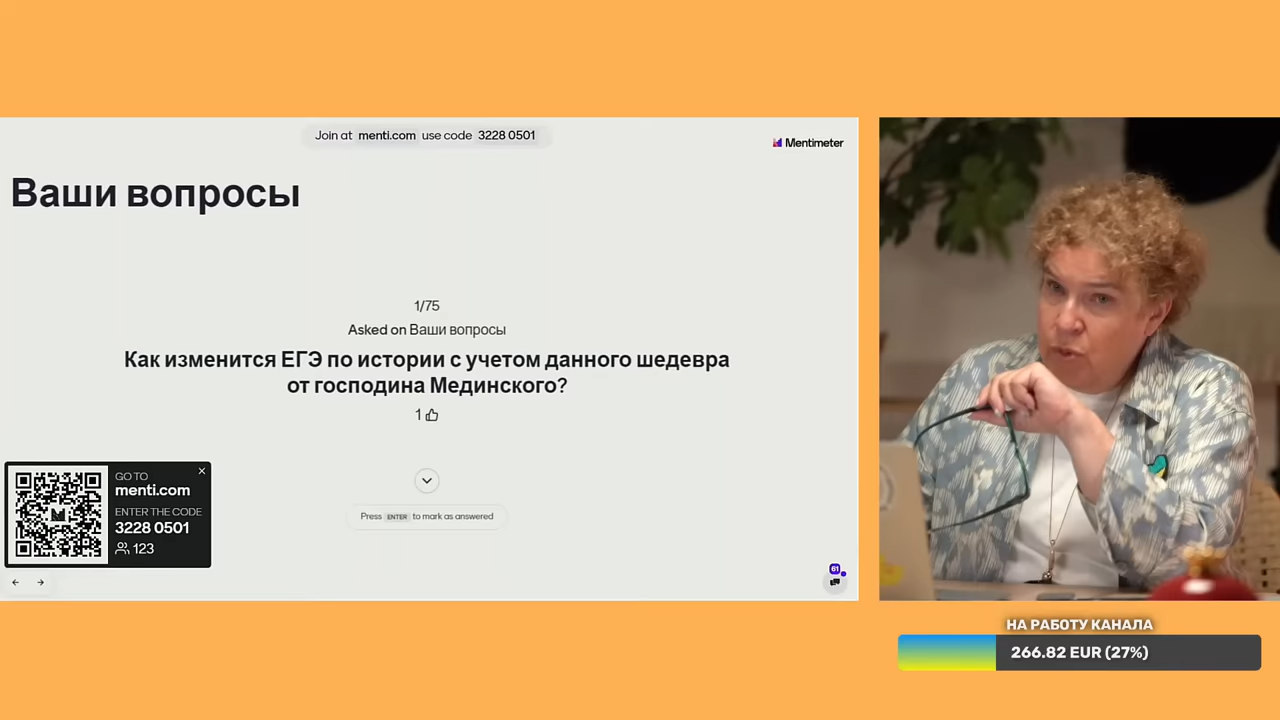 Join at menti.com use code 3228 0501
Mentimeter
Ваши вопросы
1/75
Asked on Ваши вопросы
Как изменится ЕГЭ по истории с учетом данного шедевра
от господина Мединского?
1
Press ENTER to mark as answered
GO TO
menti.com
ENTER THE CODE
3228 0501
123
61
НА РАБОТУ КАНАЛА
266.82 EUR (27%)